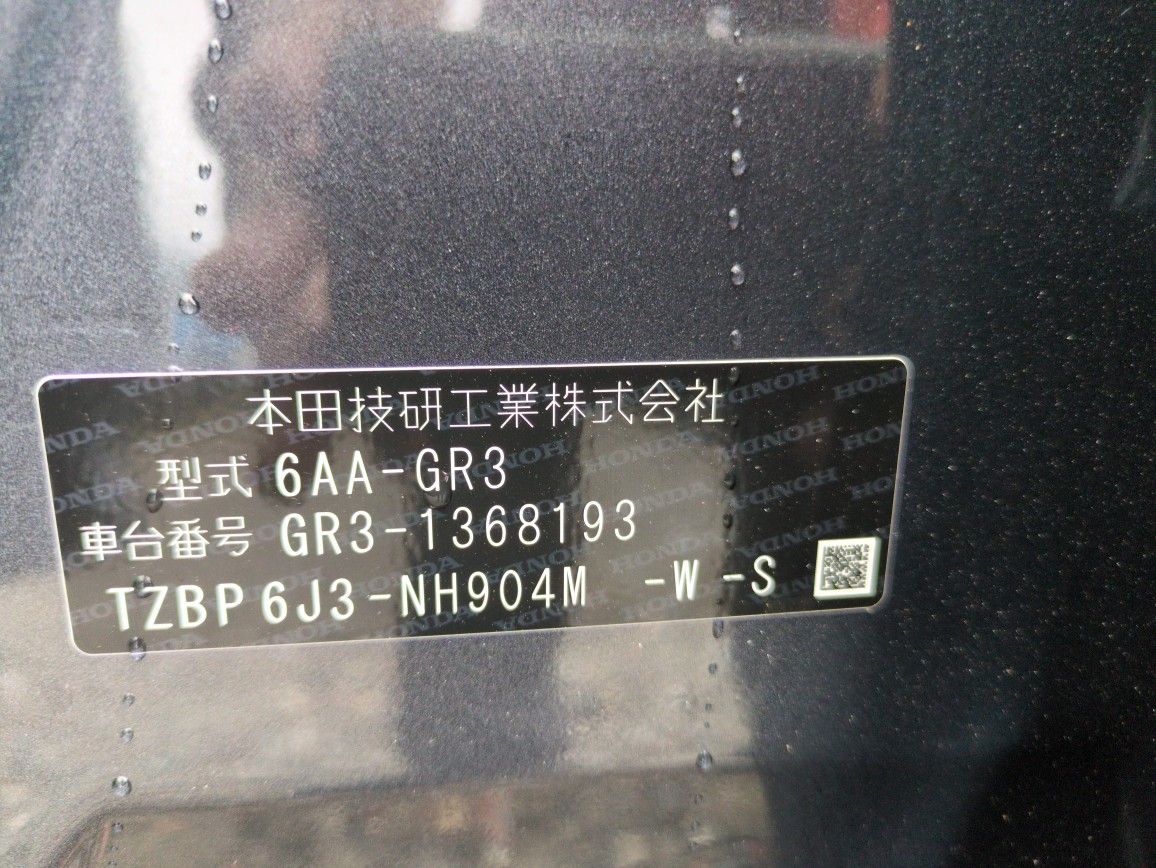 本田技研工業株式会社
型式 6AA-GR3
車台番号 GR3-1368193
TZBP6J3-NH904M -W -S